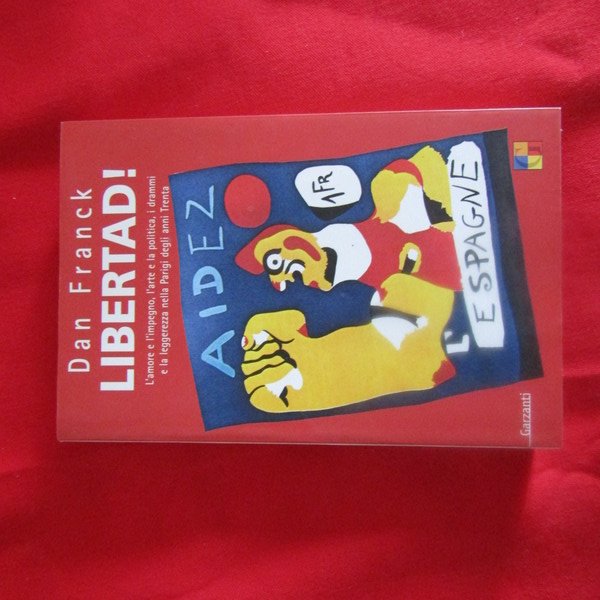 Dan Franck
LIBERTAD!
L'amore e l'impegno, l'arte e la politica, i drammi
e la leggerezza nella Parigi degli anni Trenta
AIDEZ
1FR
L'ESPAGNE
Garzanti